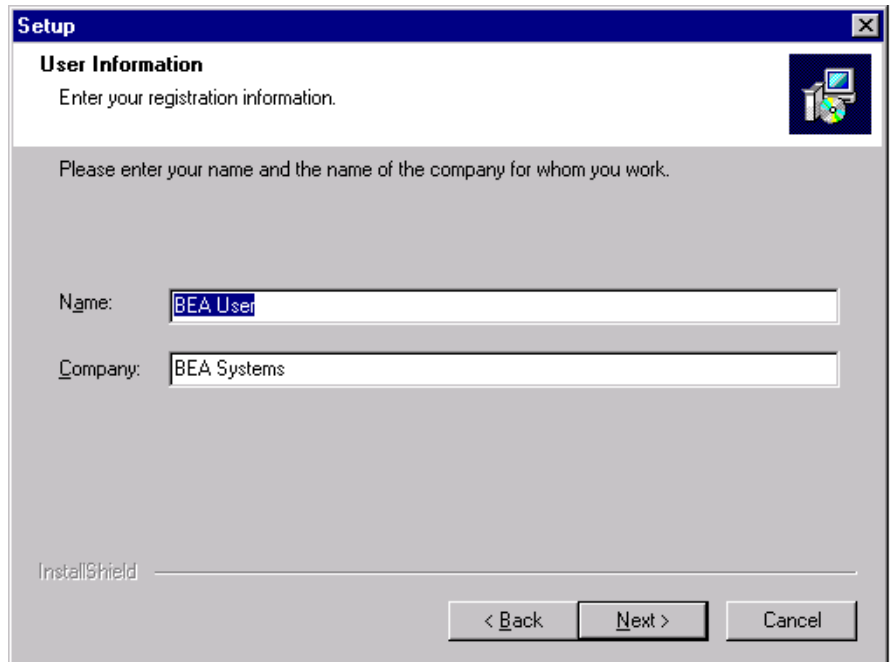 Setup
User Information
Enter your registration information.
Please enter your name and the name of the company for whom you work.
Name: BEA User
Company: BEA Systems
InstallShield
< Back Next > Cancel